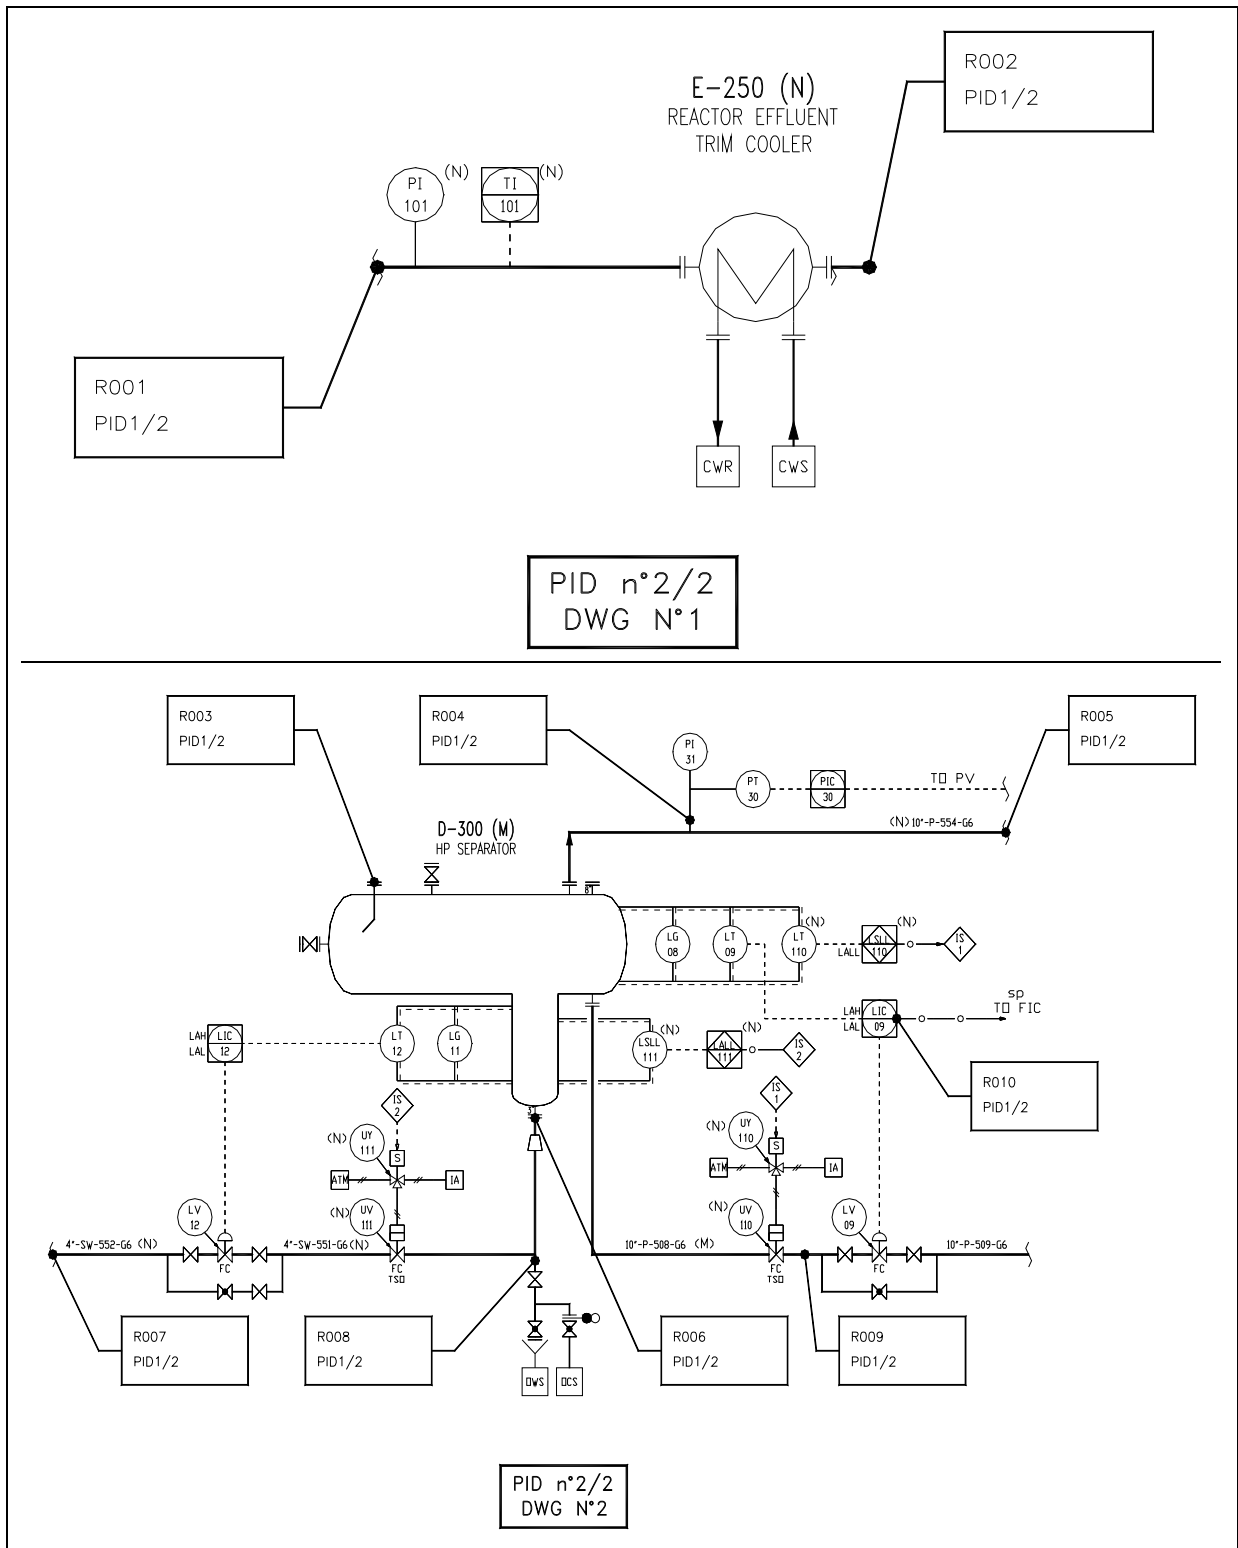 R002
PID1/2
E-250 (N)
REACTOR EFFLUENT
TRIM COOLER
PI
101
(N)
TI
101
(N)
R001
PID1/2
CWR
CWS
PID n°2/2
DWG N°1
R003
PID1/2
R004
PID1/2
R005
PID1/2
PI
31
PT
30
PIC
30
TO PV
(N) 10"-P-554-G6
D-300 (M)
HP SEPARATOR
8"
LG
08
LT
09
LT
110
(N)
LSLL
110
(N)
LALL
IS
1
sp
TO FIC
LAH
LAL
LIC
09
LAH
LAL
LIC
12
LT
12
LG
11
LSLL
111
(N)
LALL
111
(N)
IS
2
R010
PID1/2
IS
2
(N)
UY
111
S
ATM
IA
3"
IS
1
(N)
UY
110
S
ATM
IA
LV
12
(N)
UV
111
(N)
UV
110
LV
09
4"-SW-552-G6 (N)
FC
4"-SW-551-G6(N)
FC
TSO
10"-P-508-G6 (M)
FC
TSO
FC
10"-P-509-G6
R007
PID1/2
R008
PID1/2
R006
PID1/2
R009
PID1/2
OWS
OCS
PID n°2/2
DWG N°2